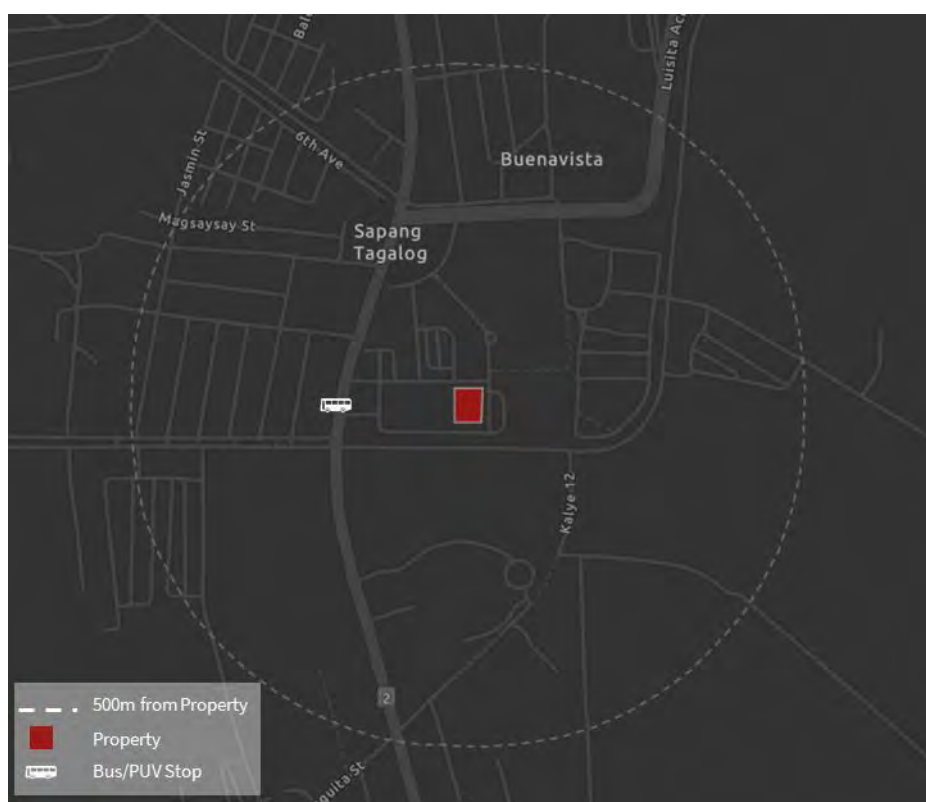 Luisita Aca
6th Ave
Buenavista
Jasmin St
Magsaysay St
Sapang
Tagalog
Kalye 12
2
500m from Property
Property
Bus/PUV Stop